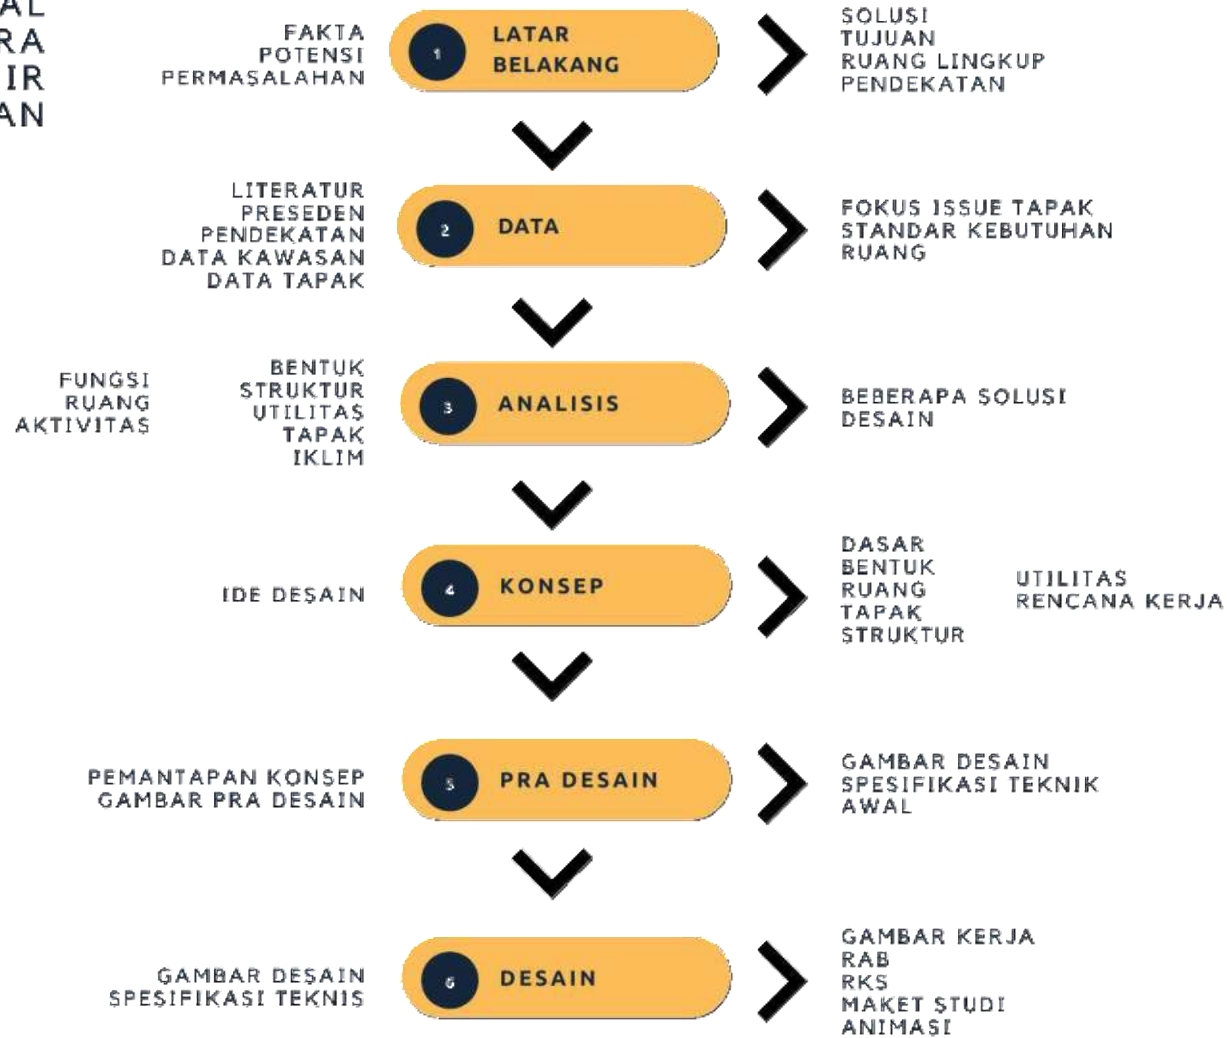 AL
RA
IR
AN
FAKTA
POTENSI
PERMASALAHAN
1
LATAR
BELAKANG
SOLUSI
TUJUAN
RUANG LINGKUP
PENDEKATAN
LITERATUR
PRESEDEN
PENDEKATAN
DATA KAWASAN
DATA TAPAK
2
DATA
FOKUS ISSUE TAPAK
STANDAR KEBUTUHAN
RUANG
FUNGSI
RUANG
AKTIVITAS
BENTUK
STRUKTUR
UTILITAS
TAPAK
IKLIM
3
ANALISIS
BEBERAPA SOLUSI
DESAIN
IDE DESAIN
4
KONSEP
DASAR
BENTUK
RUANG
TAPAK
STRUKTUR
UTILITAS
RENCANA KERJA
PEMANTAPAN KONSEP
GAMBAR PRA DESAIN
5
PRA DESAIN
GAMBAR DESAIN
SPESIFIKASI TEKNIK
AWAL
GAMBAR DESAIN
SPESIFIKASI TEKNIS
6
DESAIN
GAMBAR KERJA
RAB
RKS
MAKET STUDI
ANIMASI